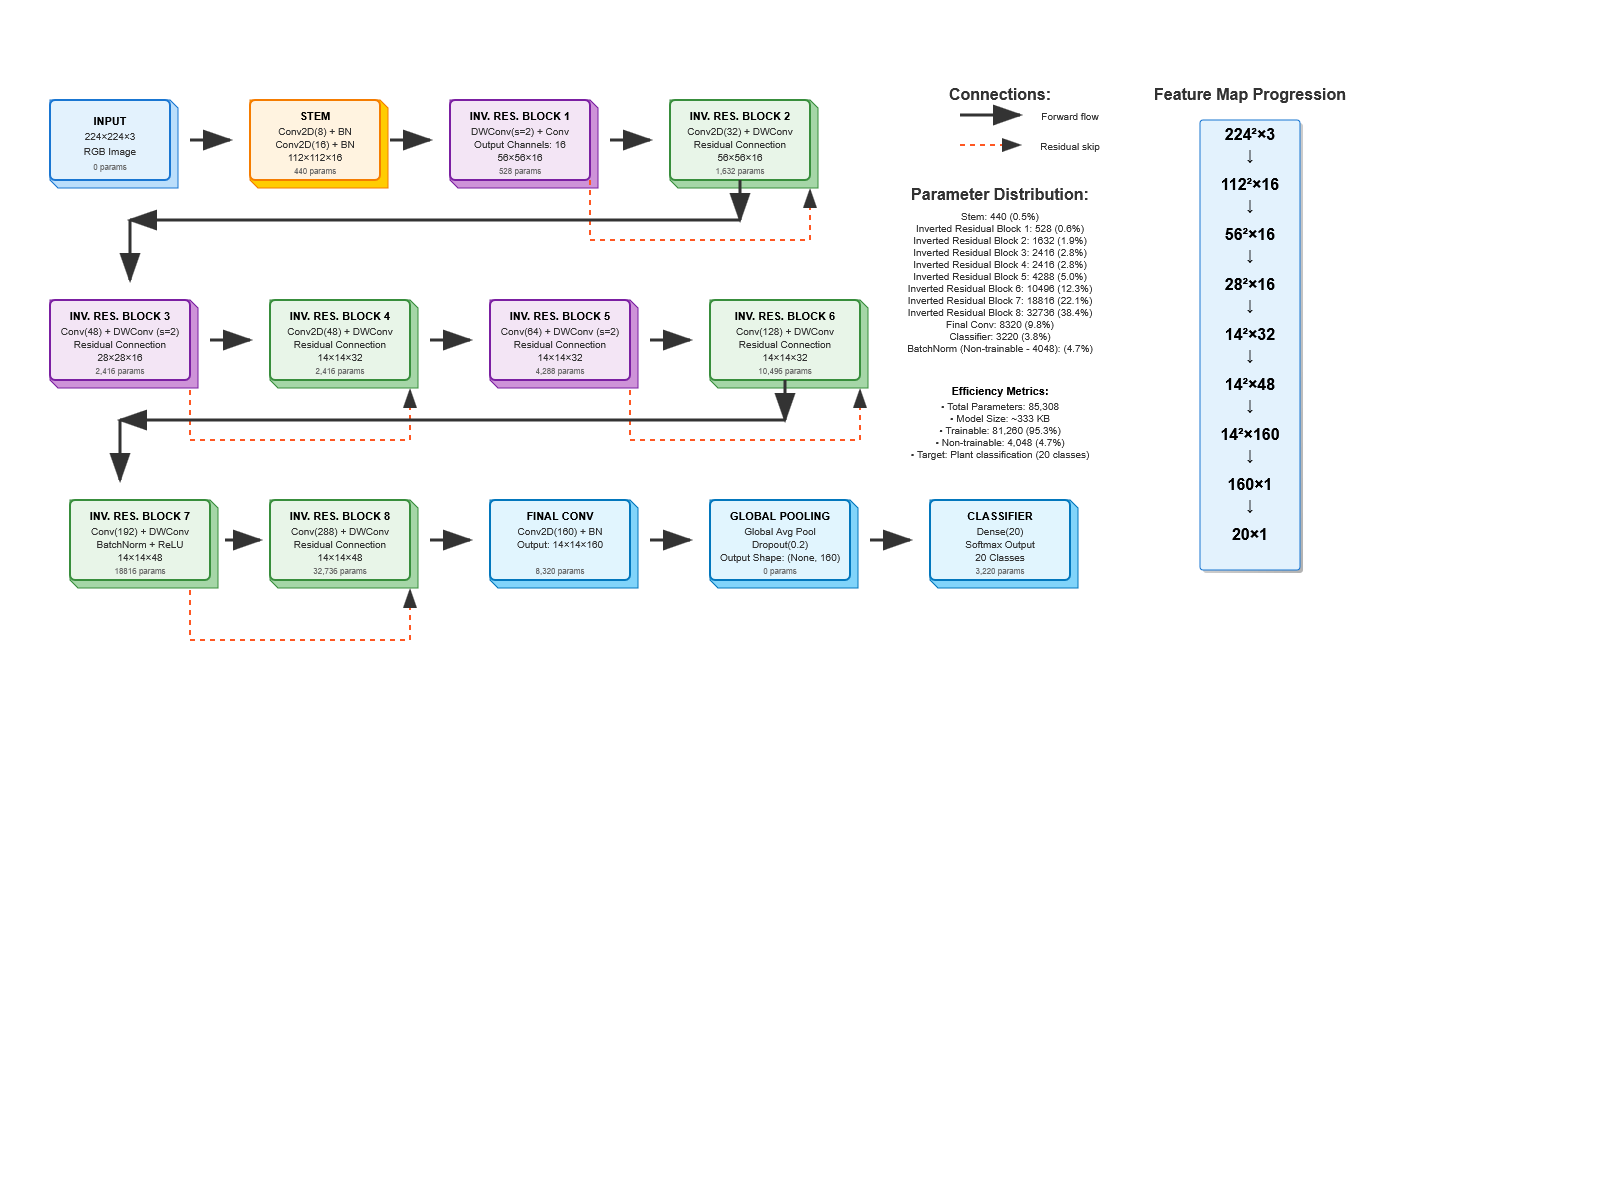 INPUT
224×224×3
RGB Image
0 params
STEM
Conv2D(8) + BN
Conv2D(16) + BN
112×112×16
440 params
INV. RES. BLOCK 1
DWConv(s=2) + Conv
Output Channels: 16
56×56×16
528 params
INV. RES. BLOCK 2
Conv2D(32) + DWConv
Residual Connection
56×56×16
1,632 params
INV. RES. BLOCK 3
Conv(48) + DWConv (s=2)
Residual Connection
28×28×16
2,416 params
INV. RES. BLOCK 4
Conv2D(48) + DWConv
Residual Connection
14×14×32
2,416 params
INV. RES. BLOCK 5
Conv(64) + DWConv (s=2)
Residual Connection
14×14×32
4,288 params
INV. RES. BLOCK 6
Conv(128) + DWConv
Residual Connection
14×14×32
10,496 params
INV. RES. BLOCK 7
Conv(192) + DWConv
BatchNorm + ReLU
14×14×48
18816 params
INV. RES. BLOCK 8
Conv(288) + DWConv
Residual Connection
14×14×48
32,736 params
FINAL CONV
Conv2D(160) + BN
Output: 14×14×160
8,320 params
GLOBAL POOLING
Global Avg Pool
Dropout(0.2)
Output Shape: (None, 160)
0 params
CLASSIFIER
Dense(20)
Softmax Output
20 Classes
3,220 params
Connections:
Forward flow
Residual skip
Parameter Distribution:
Stem: 440 (0.5%)
Inverted Residual Block 1: 528 (0.6%)
Inverted Residual Block 2: 1632 (1.9%)
Inverted Residual Block 3: 2416 (2.8%)
Inverted Residual Block 4: 2416 (2.8%)
Inverted Residual Block 5: 4288 (5.0%)
Inverted Residual Block 6: 10496 (12.3%)
Inverted Residual Block 7: 18816 (22.1%)
Inverted Residual Block 8: 32736 (38.4%)
Final Conv: 8320 (9.8%)
Classifier: 3220 (3.8%)
BatchNorm (Non-trainable - 4048): (4.7%)
Efficiency Metrics:
• Total Parameters: 85,308
• Model Size: ~333 KB
• Trainable: 81,260 (95.3%)
• Non-trainable: 4,048 (4.7%)
• Target: Plant classification (20 classes)
Feature Map Progression
224²×3
↓
112²×16
↓
56²×16
↓
28²×16
↓
14²×32
↓
14²×48
↓
14²×160
↓
160×1
↓
20×1